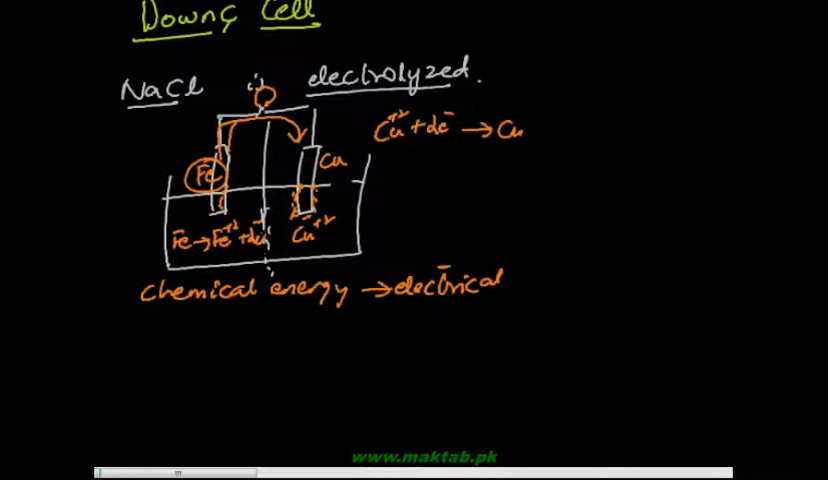 Downs Cell
NaCl is electrolyzed.
Cu+2 + 2e- → Cu
Fe
Cu
Fe → Fe+2 + 2e-
Cu+2
Chemical energy → electrical
www.maktab.pk